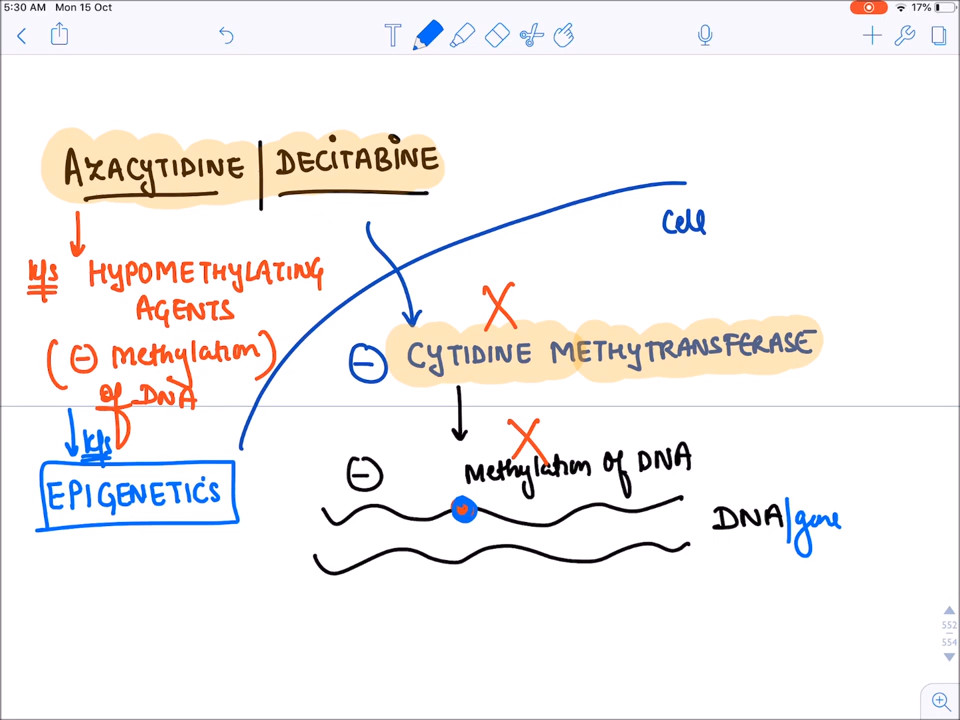 5:30 AM Mon 15 Oct
17%
T
AZACYTIDINE | DECITABINE
Cell
k/s HYPOMETHYLATING
AGENTS
(⊖ Methylation)
of DNA
⊖ CYTIDINE METHYTRANSFERASE
X
k/s
EPIGENETICS
X
⊖ Methylation of DNA
DNA/gene
552
554